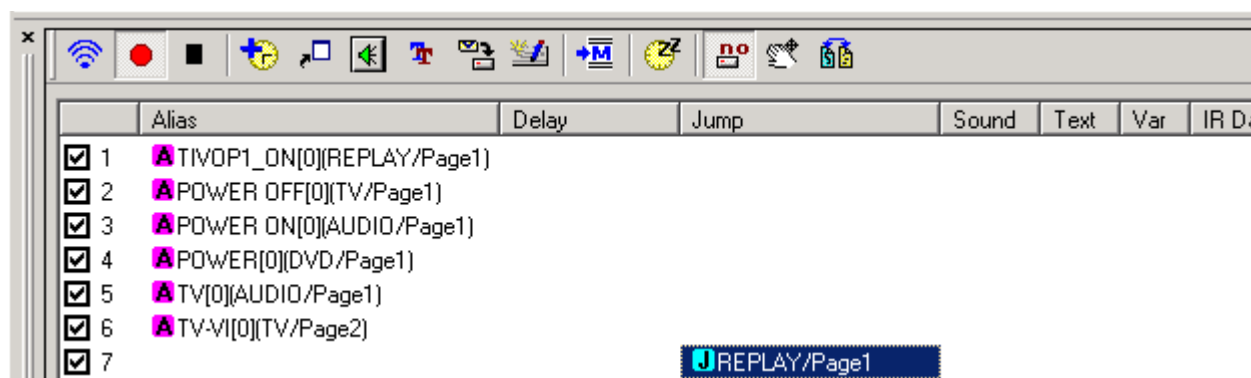 Alias Delay Jump Sound Text Var IR Da
1 A TIVOP1_ON[0](REPLAY/Page1)
2 A POWER OFF[0](TV/Page1)
3 A POWER ON[0](AUDIO/Page1)
4 A POWER[0](DVD/Page1)
5 A TV[0](AUDIO/Page1)
6 A TV-VI[0](TV/Page2)
7 J REPLAY/Page1